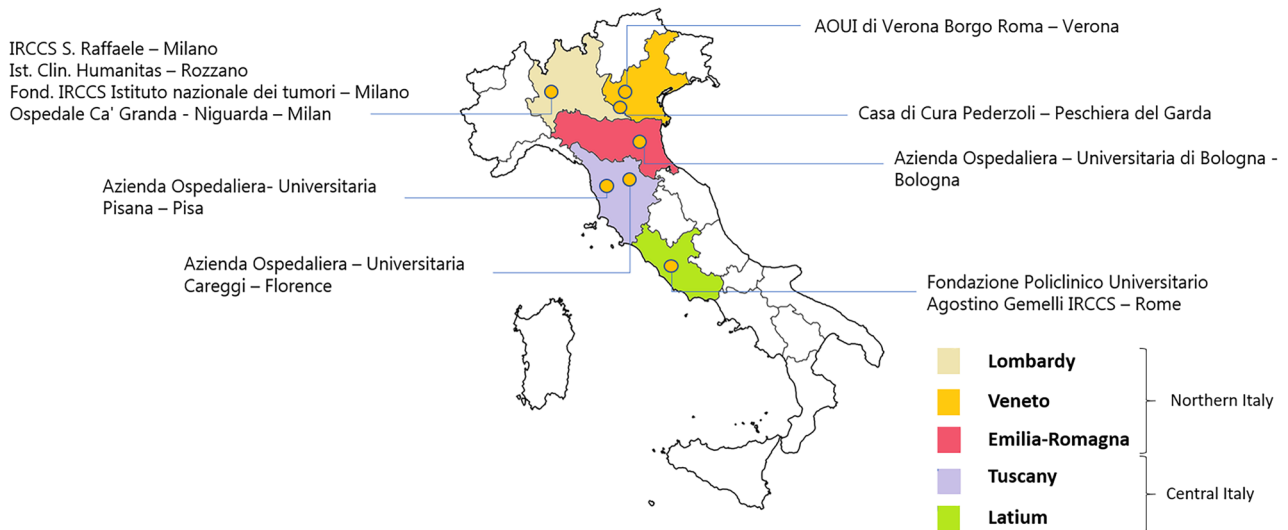 IRCCS S. Raffaele – Milano
Ist. Clin. Humanitas – Rozzano
Fond. IRCCS Istituto nazionale dei tumori – Milano
Ospedale Ca' Granda - Niguarda – Milan
AOUI di Verona Borgo Roma – Verona
Casa di Cura Pederzoli – Peschiera del Garda
Azienda Ospedaliera – Universitaria di Bologna -
Bologna
Azienda Ospedaliera- Universitaria
Pisana – Pisa
Azienda Ospedaliera – Universitaria
Careggi – Florence
Fondazione Policlinico Universitario
Agostino Gemelli IRCCS – Rome
Lombardy
Veneto
Emilia-Romagna
Northern Italy
Tuscany
Latium
Central Italy